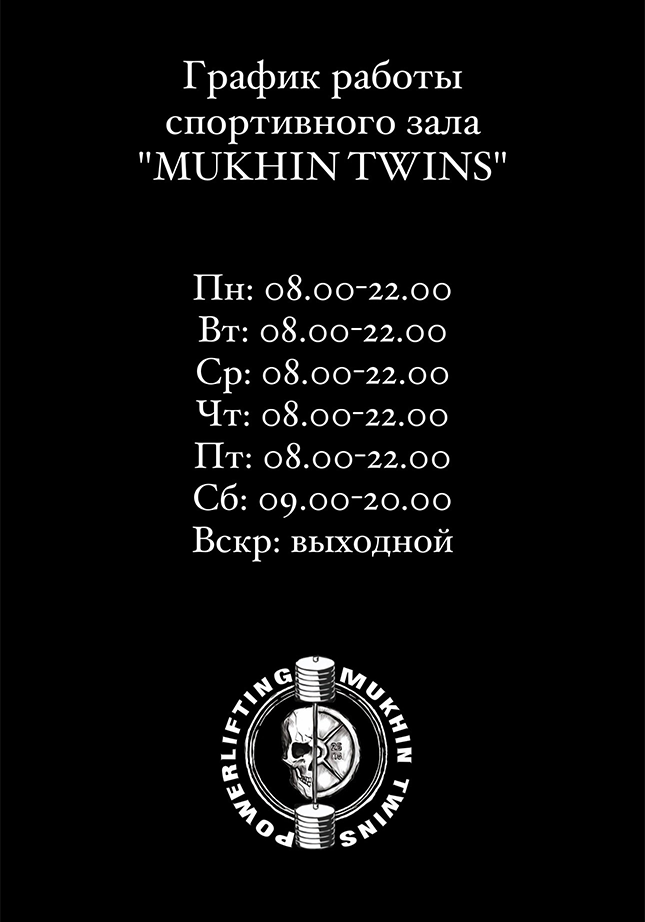 График работы
спортивного зала
"MUKHIN TWINS"
Пн: 08.00-22.00
Вт: 08.00-22.00
Ср: 08.00-22.00
Чт: 08.00-22.00
Пт: 08.00-22.00
Сб: 09.00-20.00
Вскр: выходной
POWERLIFTING MUKHIN TWINS
25